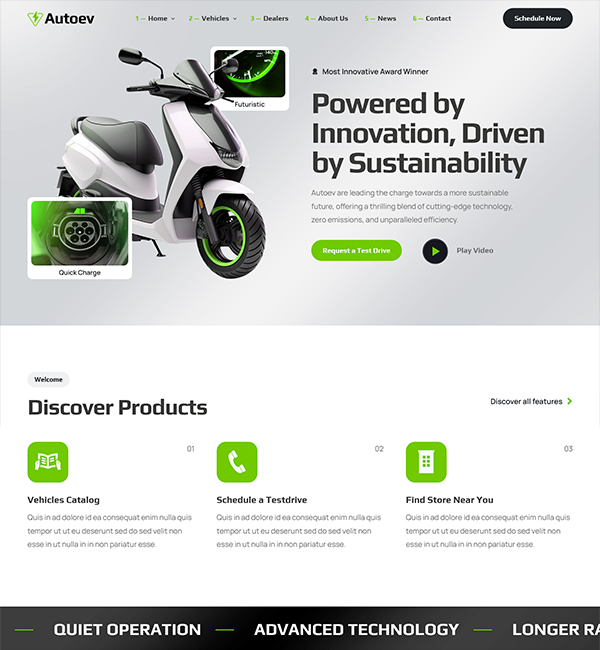 Autoev
1 — Home
2 — Vehicles
3 — Dealers
4 — About Us
5 — News
6 — Contact
Schedule Now
Futuristic
Quick Charge
Most Innovative Award Winner
Powered by
Innovation, Driven
by Sustainability
Autoev are leading the charge towards a more sustainable
future, offering a thrilling blend of cutting-edge technology,
zero emissions, and unparalleled efficiency.
Request a Test Drive
Play Video
Welcome
Discover Products
Discover all features
01
Vehicles Catalog
Quis in ad dolore id ea consequat enim nulla quis
tempor ut ut eu deserunt sed do sed velit non
esse in ut nulla in in non pariatur esse.
02
Schedule a Testdrive
Quis in ad dolore id ea consequat enim nulla quis
tempor ut ut eu deserunt sed do sed velit non
esse in ut nulla in in non pariatur esse.
03
Find Store Near You
Quis in ad dolore id ea consequat enim nulla quis
tempor ut ut eu deserunt sed do sed velit non
esse in ut nulla in in non pariatur esse.
— QUIET OPERATION — ADVANCED TECHNOLOGY — LONGER RA